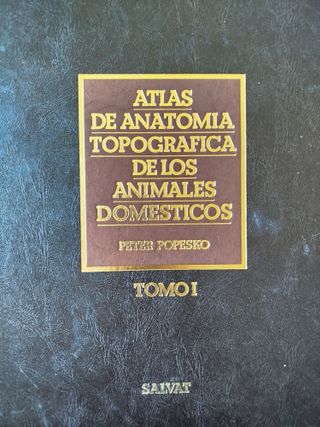 ATLAS
DE ANATOMIA
TOPOGRAFICA
DE LOS
ANIMALES
DOMESTICOS
PETER POPESKO
TOMO I
SALVAT